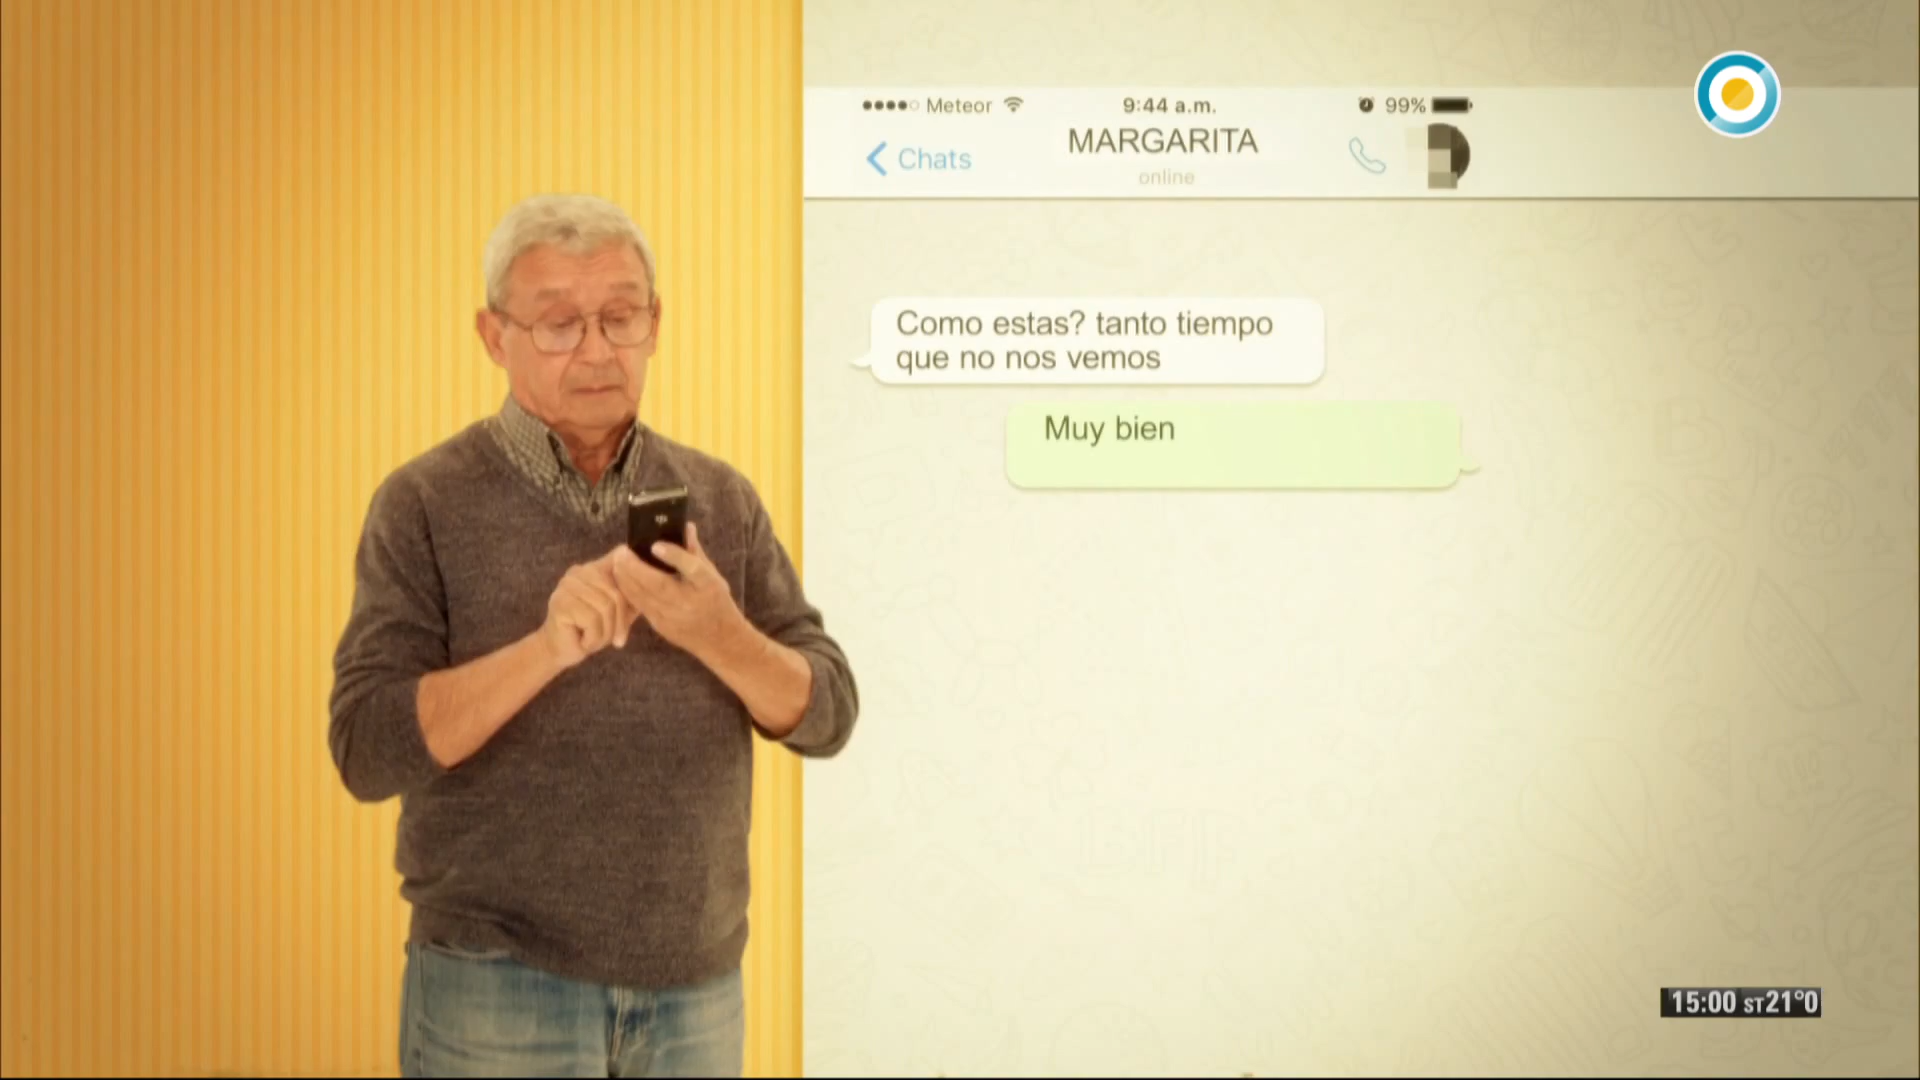 Meteor
9:44 a.m.
99%
Chats
MARGARITA
online
Como estas? tanto tiempo
que no nos vemos
Muy bien
BFF
15:00 ST21°0